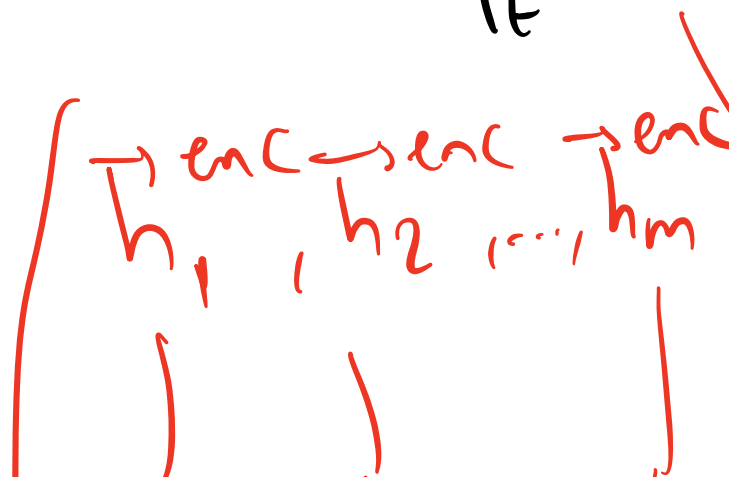 → enc → enc → enc
h₁, h₂, ..., hₘ